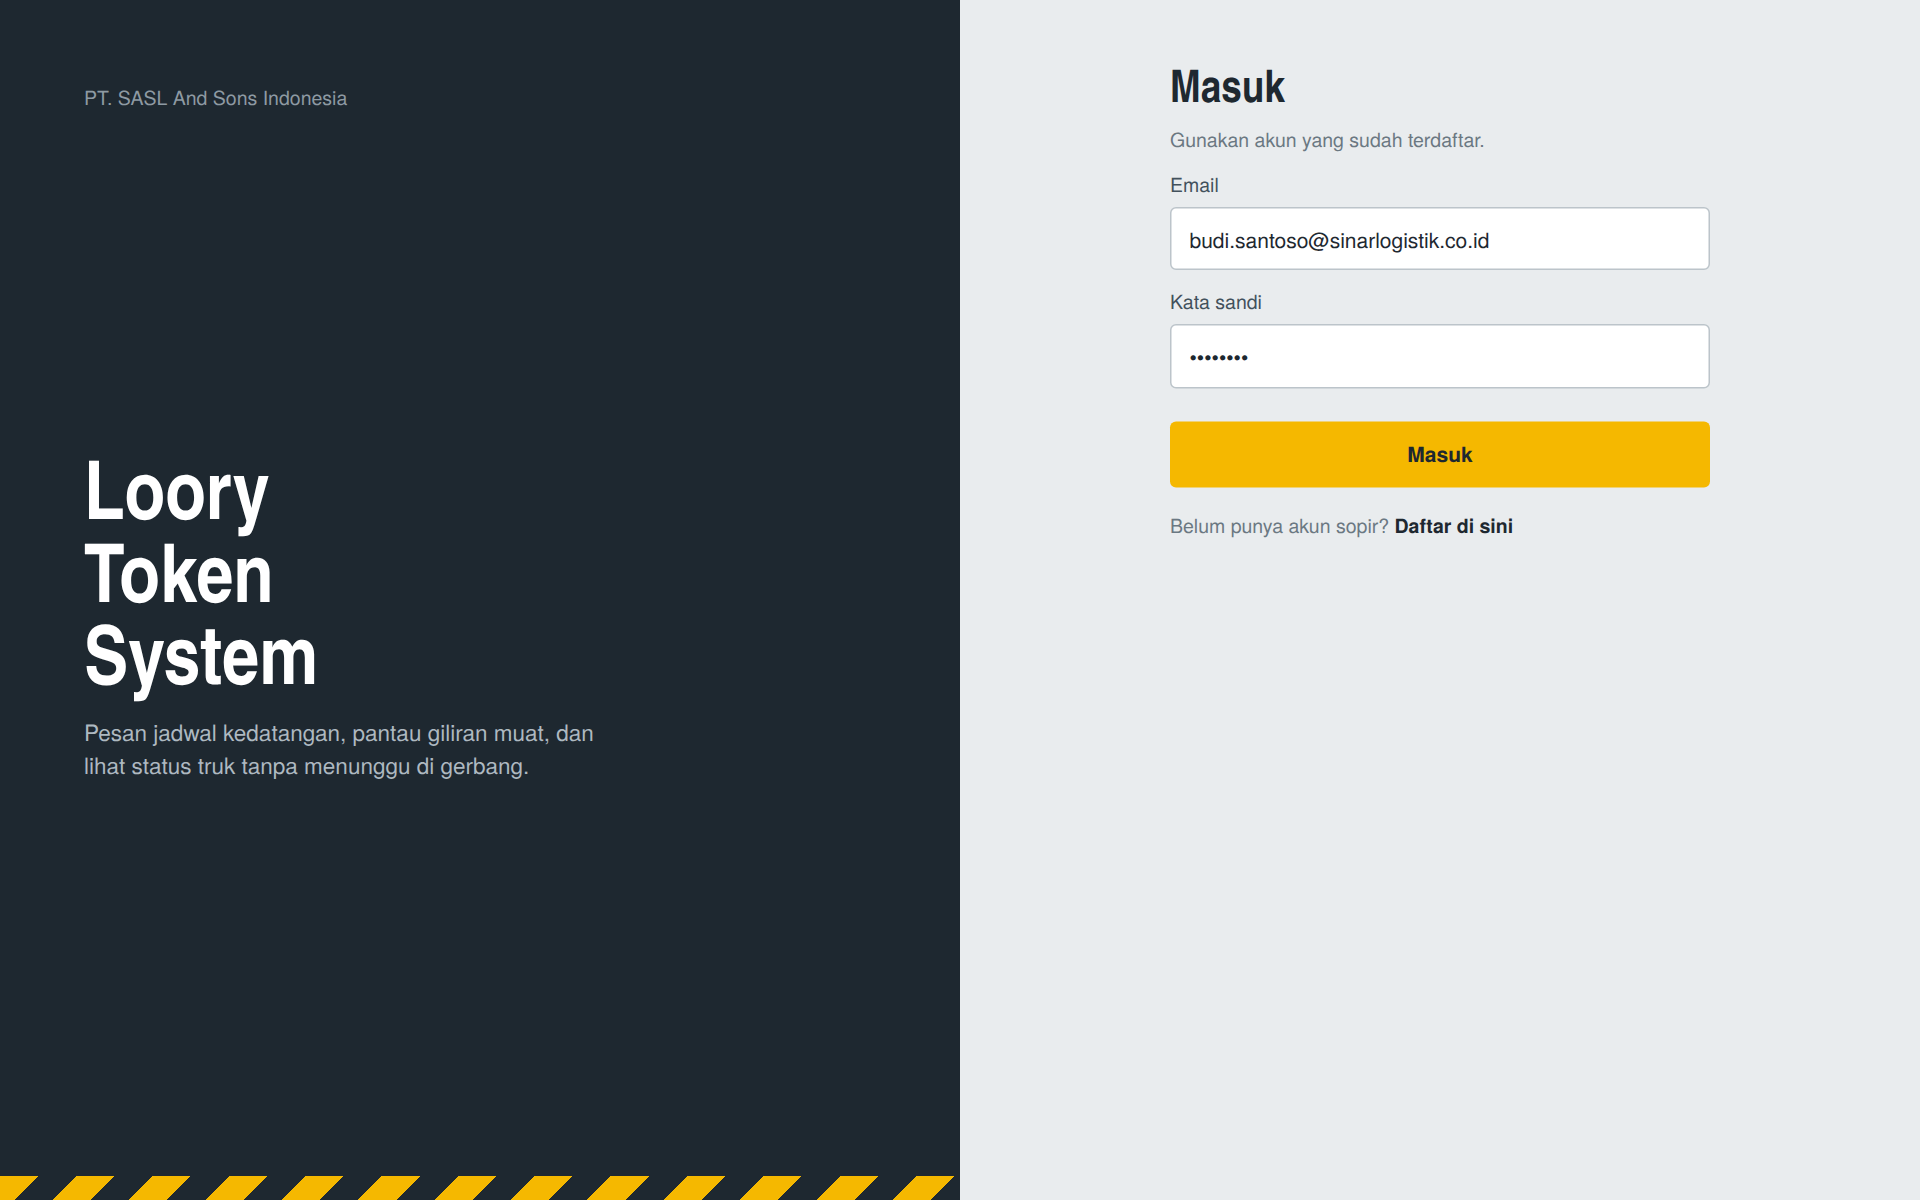 PT. SASL And Sons Indonesia
Loory
Token
System
Pesan jadwal kedatangan, pantau giliran muat, dan
lihat status truk tanpa menunggu di gerbang.
Masuk
Gunakan akun yang sudah terdaftar.
Email
budi.santoso@sinarlogistik.co.id
Kata sandi
••••••••
Masuk
Belum punya akun sopir? Daftar di sini